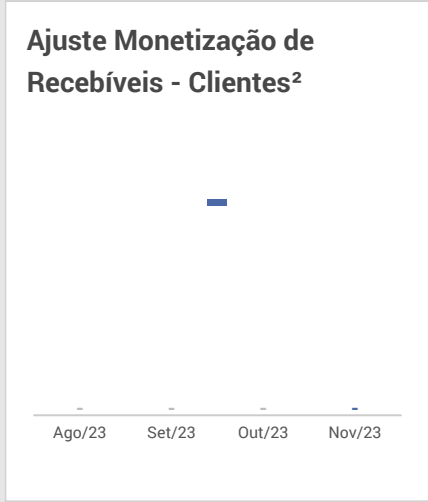 Ajuste Monetização de
Recebíveis - Clientes²
- - - -
Ago/23 Set/23 Out/23 Nov/23